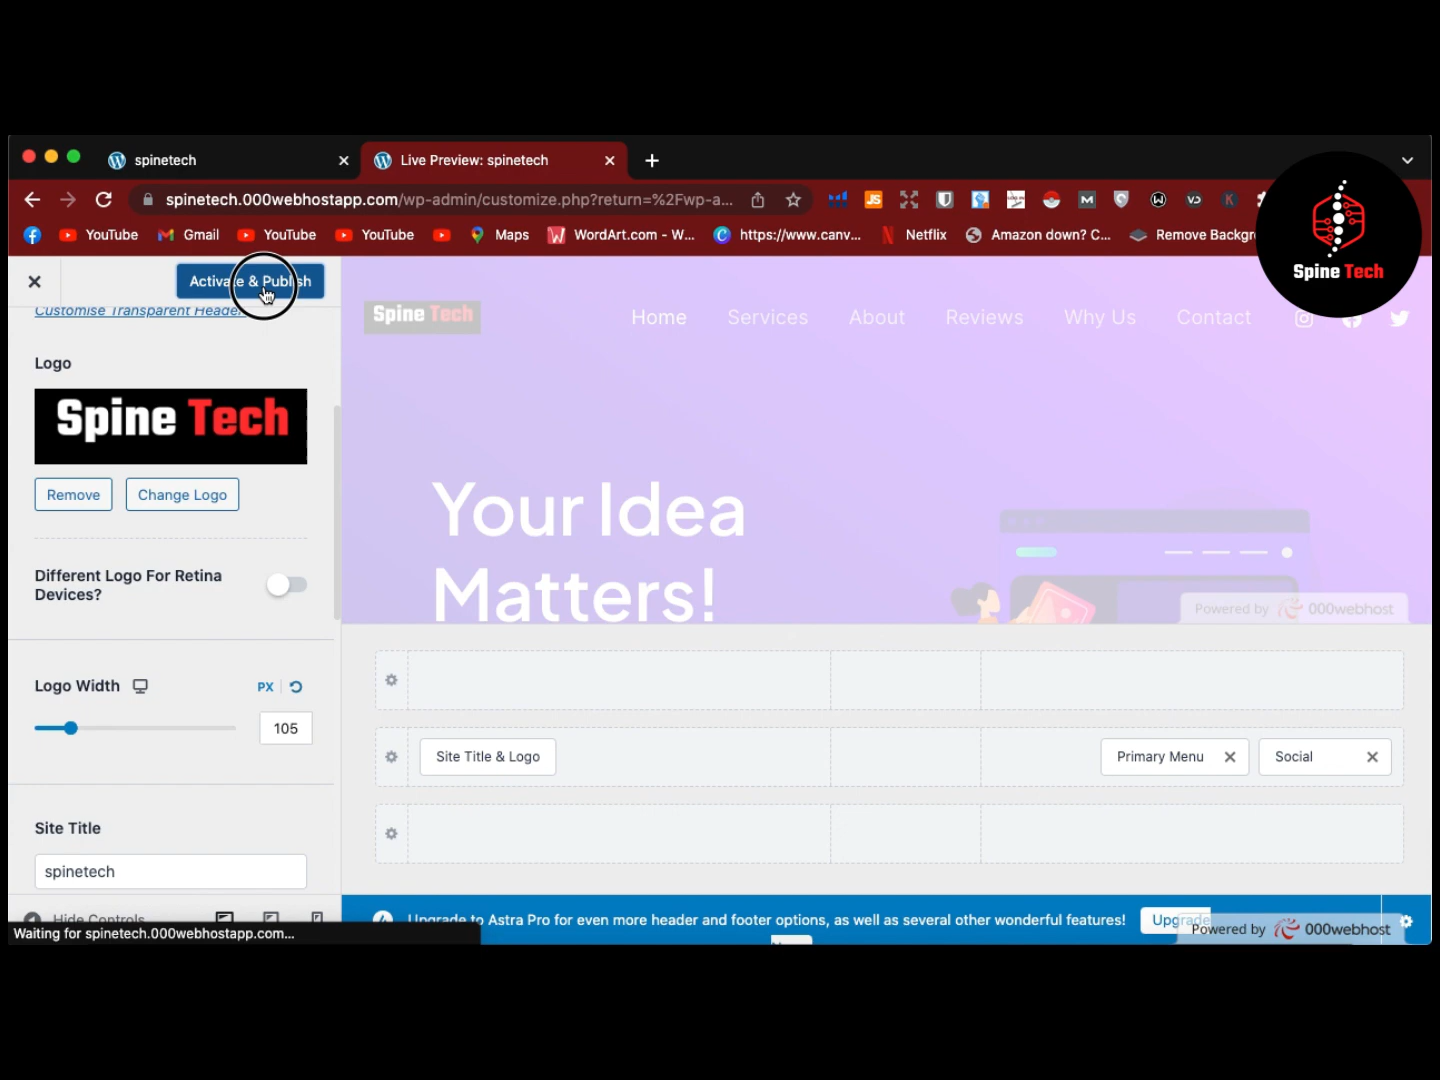 spinetech
Live Preview: spinetech
spinetech.000webhostapp.com/wp-admin/customize.php?return=%2Fwp-a...
YouTube
Gmail
YouTube
YouTube
Maps
WordArt.com - W...
https://www.canv...
Netflix
Amazon down? C...
Remove Backgr
Spine Tech
Activate & Publish
Customise Transparent Header
Logo
Spine Tech
Remove
Change Logo
Different Logo For Retina
Devices?
Logo Width
PX
105
Site Title
spinetech
Hide Controls
Waiting for spinetech.000webhostapp.com...
Spine Tech
Home
Services
About
Reviews
Why Us
Contact
Your Idea
Matters!
Powered by 000webhost
Site Title & Logo
Primary Menu
Social
Upgrade to Astra Pro for even more header and footer options, as well as several other wonderful features!
Upgrade
Powered by 000webhost